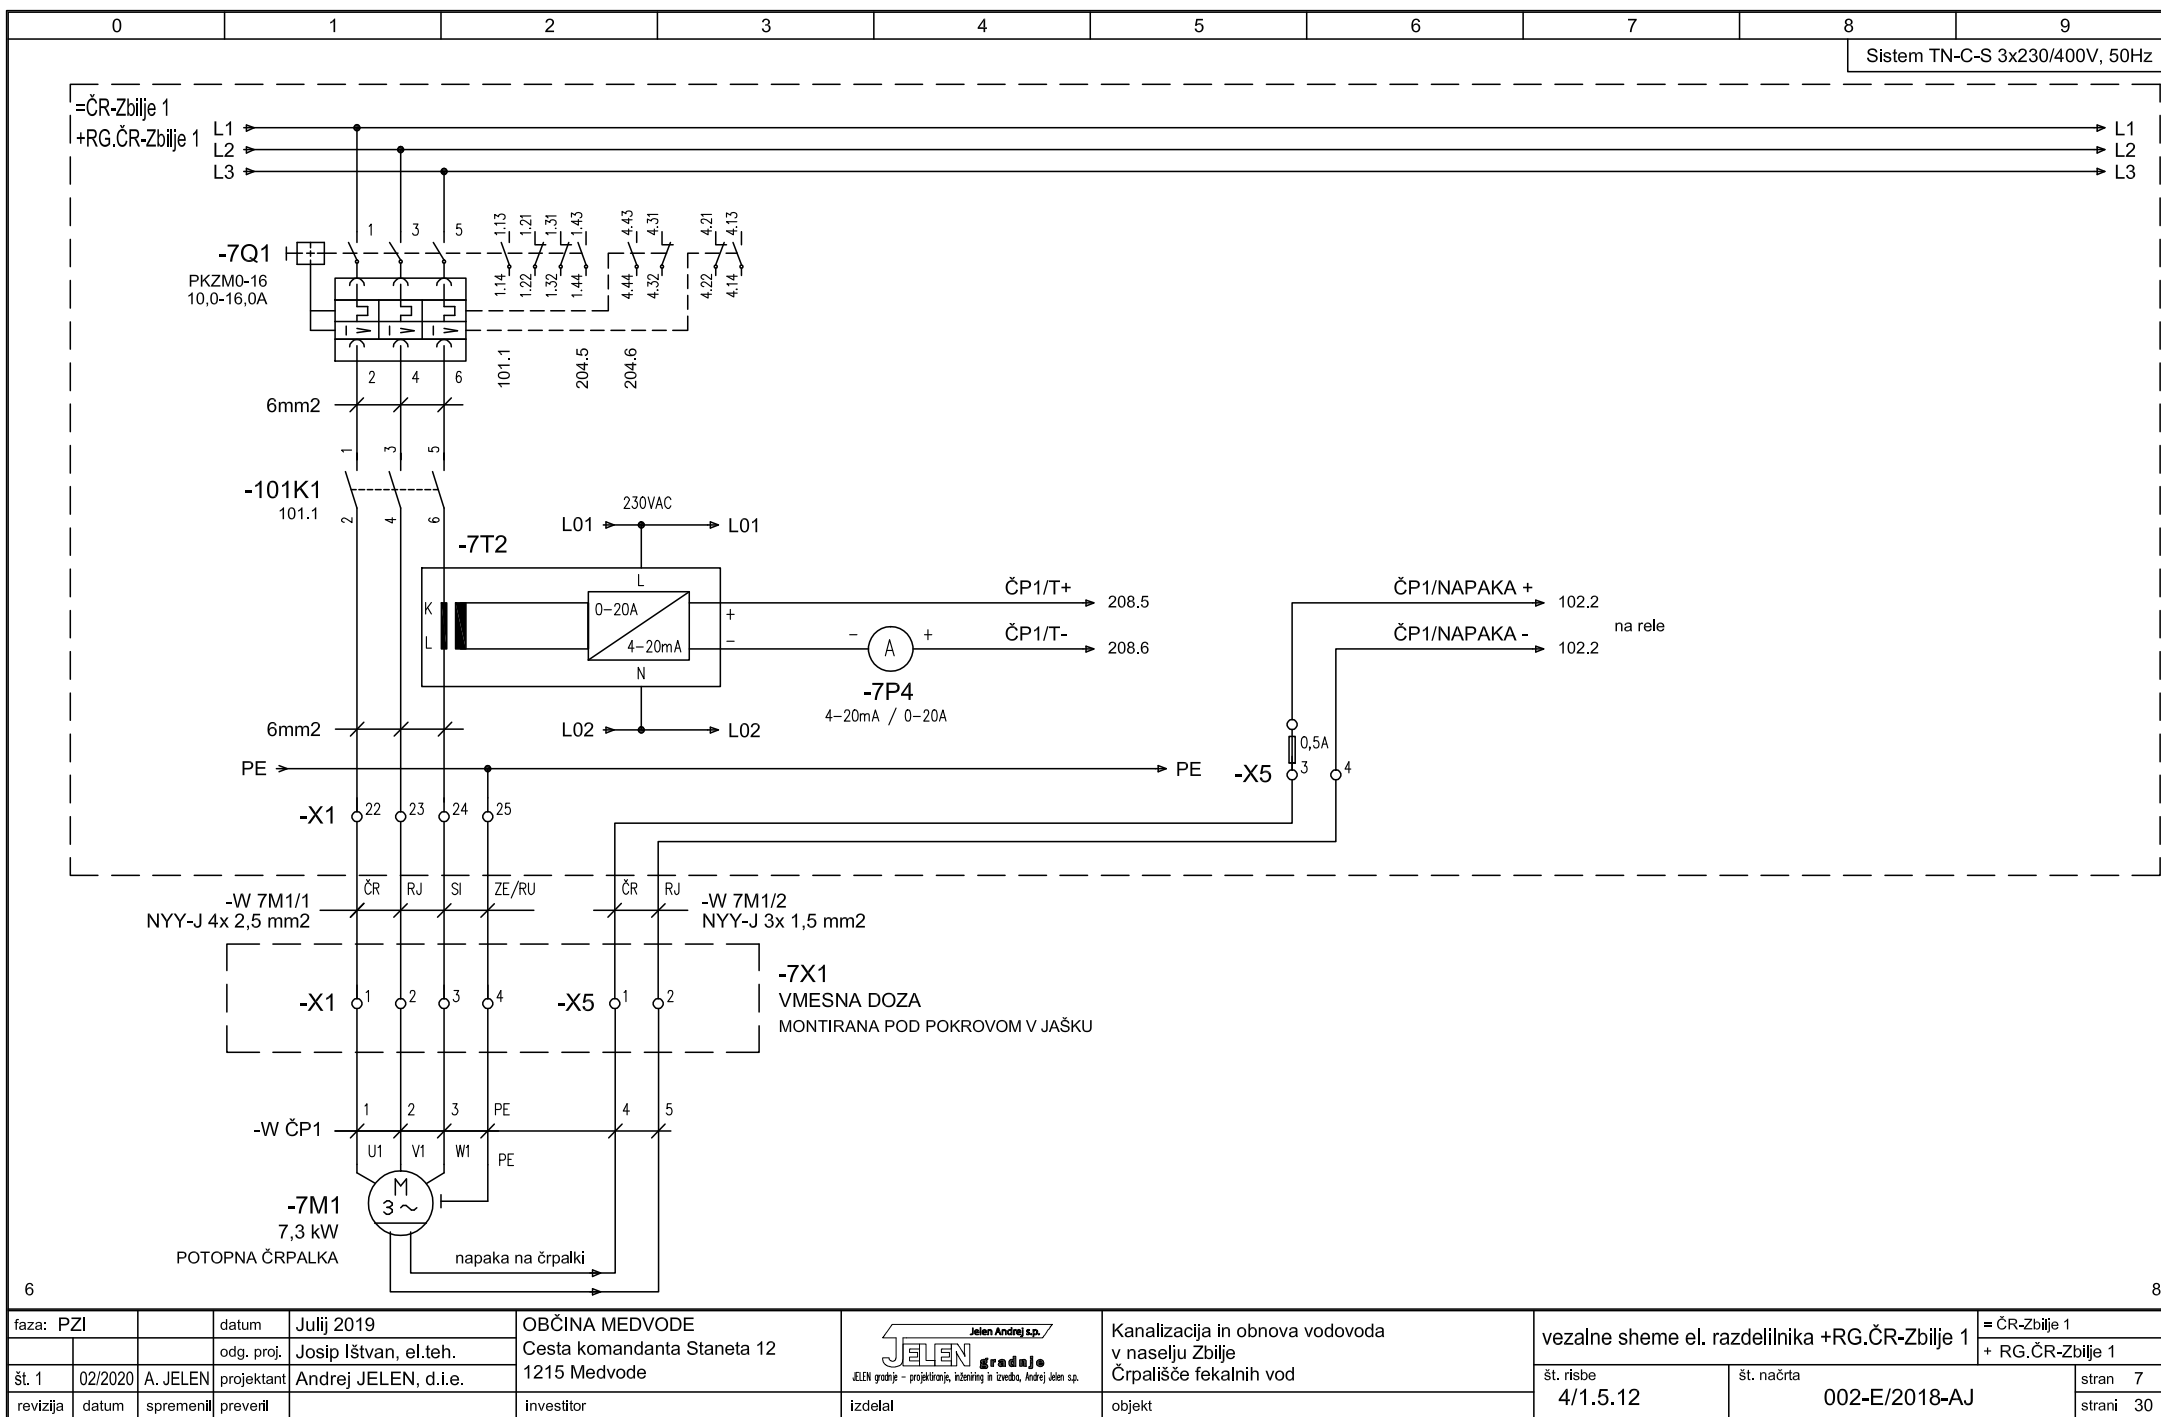 0 1 2 3 4 5 6 7 8 9
Sistem TN-C-S 3x230/400V, 50Hz
=ČR-Zbilje 1
+RG.ČR-Zbilje 1
L1 L1
L2 L2
L3 L3
1 3 5
1.13 1.21 1.31 1.43 4.43 4.31 4.21 4.13
-7Q1
PKZM0-16
10,0-16,0A
1.14 1.22 1.32 1.44 4.44 4.32 4.22 4.14
I > I > I >
2 4 6
101.1 204.5 204.6
6mm2
1 3 5
-101K1
101.1
2 4 6
230VAC
L01 L01
-7T2
L
K
L
0-20A
4-20mA
+
-
N
ČP1/T+ 208.5
- A +
ČP1/T- 208.6
-7P4
4-20mA / 0-20A
ČP1/NAPAKA + 102.2
na rele
ČP1/NAPAKA - 102.2
6mm2
L02 L02
0,5A
PE PE
-X5 3 4
-X1 22 23 24 25
ČR RJ SI ZE/RU ČR RJ
-W 7M1/1
NYY-J 4x 2,5 mm2
-W 7M1/2
NYY-J 3x 1,5 mm2
-7X1
VMESNA DOZA
MONTIRANA POD POKROVOM V JAŠKU
-X1 1 2 3 4
-X5 1 2
1 2 3 PE 4 5
-W ČP1
U1 V1 W1 PE
M
3 ~
-7M1
7,3 kW
POTOPNA ČRPALKA
napaka na črpalki
6 8
faza: PZI
datum Julij 2019
odg. proj. Josip Ištvan, el.teh.
št. 1 02/2020 A. JELEN projektant Andrej JELEN, d.i.e.
revizija datum spremenil preveril
OBČINA MEDVODE
Cesta komandanta Staneta 12
1215 Medvode
investitor
Jelen Andrej s.p.
JELEN gradnje
JELEN gradnje - projektiranje, inženiring in izvedba, Andrej Jelen s.p.
izdelal
Kanalizacija in obnova vodovoda
v naselju Zbilje
Črpališče fekalnih vod
objekt
vezalne sheme el. razdelilnika +RG.ČR-Zbilje 1
= ČR-Zbilje 1
+ RG.ČR-Zbilje 1
št. risbe
4/1.5.12
št. načrta
002-E/2018-AJ
stran 7
strani 30